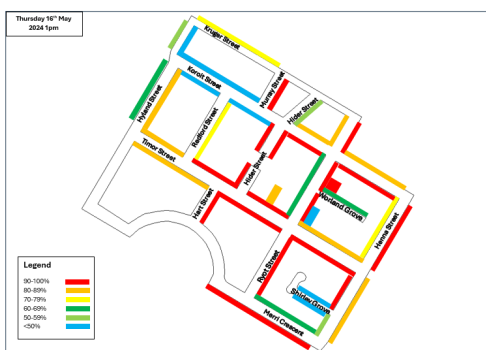 Thursday 16th May
2024 1pm
Kruger Street
Koroit Street
Murray Street
Hider Street
Hyland Street
Redford Street
Timor Street
Hider Street
Worland Grove
Hart Street
Henna Street
Ryot Street
Shirley Grove
Merri Crescent
Legend
90-100%
80-89%
70-79%
60-69%
50-59%
<50%